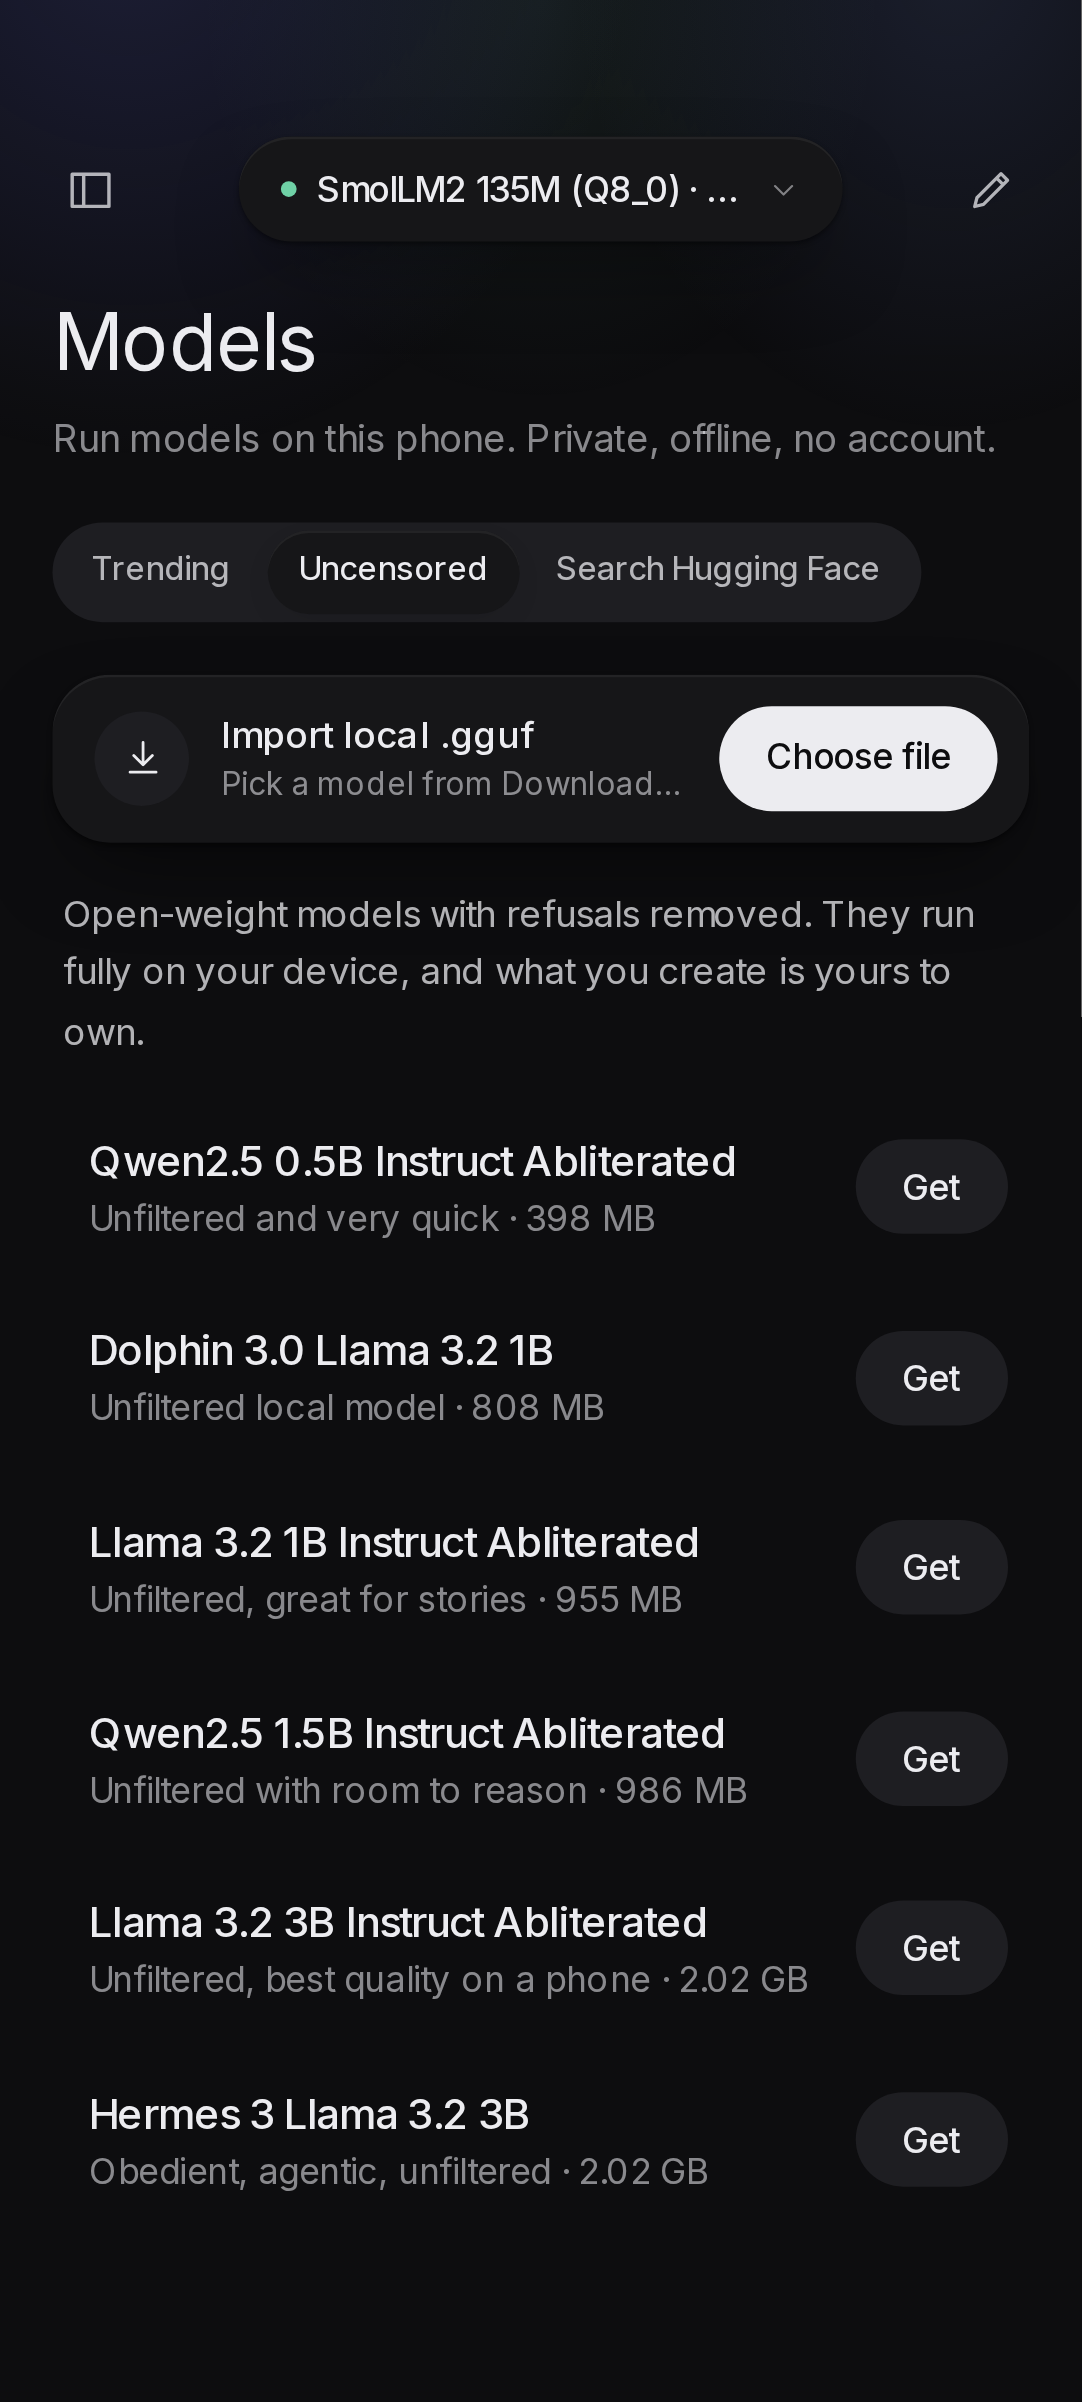 SmolLM2 135M (Q8_0) · ...
Models
Run models on this phone. Private, offline, no account.
Trending
Uncensored
Search Hugging Face
Import local .gguf
Pick a model from Download...
Choose file
Open-weight models with refusals removed. They run
fully on your device, and what you create is yours to
own.
Qwen2.5 0.5B Instruct Abliterated
Unfiltered and very quick · 398 MB
Get
Dolphin 3.0 Llama 3.2 1B
Unfiltered local model · 808 MB
Get
Llama 3.2 1B Instruct Abliterated
Unfiltered, great for stories · 955 MB
Get
Qwen2.5 1.5B Instruct Abliterated
Unfiltered with room to reason · 986 MB
Get
Llama 3.2 3B Instruct Abliterated
Unfiltered, best quality on a phone · 2.02 GB
Get
Hermes 3 Llama 3.2 3B
Obedient, agentic, unfiltered · 2.02 GB
Get